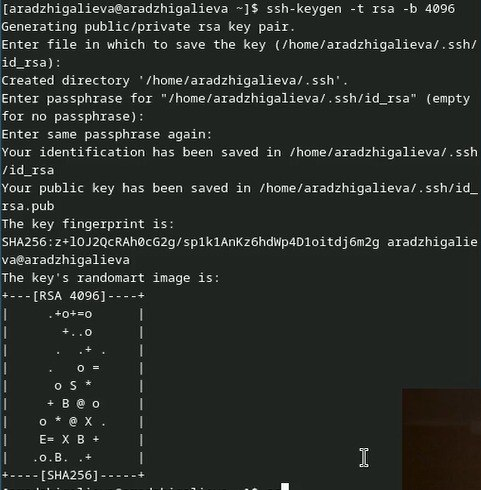 [aradzhigalieva@aradzhigalieva ~]$ ssh-keygen -t rsa -b 4096
Generating public/private rsa key pair.
Enter file in which to save the key (/home/aradzhigalieva/.ssh/
id_rsa):
Created directory '/home/aradzhigalieva/.ssh'.
Enter passphrase for "/home/aradzhigalieva/.ssh/id_rsa" (empty
for no passphrase):
Enter same passphrase again:
Your identification has been saved in /home/aradzhigalieva/.ssh
/id_rsa
Your public key has been saved in /home/aradzhigalieva/.ssh/id_
rsa.pub
The key fingerprint is:
SHA256:z+lOJ2QcRAh0cG2g/sp1k1AnKz6hdWp4D1oitdj6m2g aradzhigalie
va@aradzhigalieva
The key's randomart image is:
+---[RSA 4096]----+
|     .+o+=o      |
|       +..o      |
|      .  .+ .    |
|     .   o =     |
|      o S *      |
|     + B @ o     |
|    o * @ X .    |
|    E= X B +     |
|   .o.B. .+      |
+----[SHA256]-----+